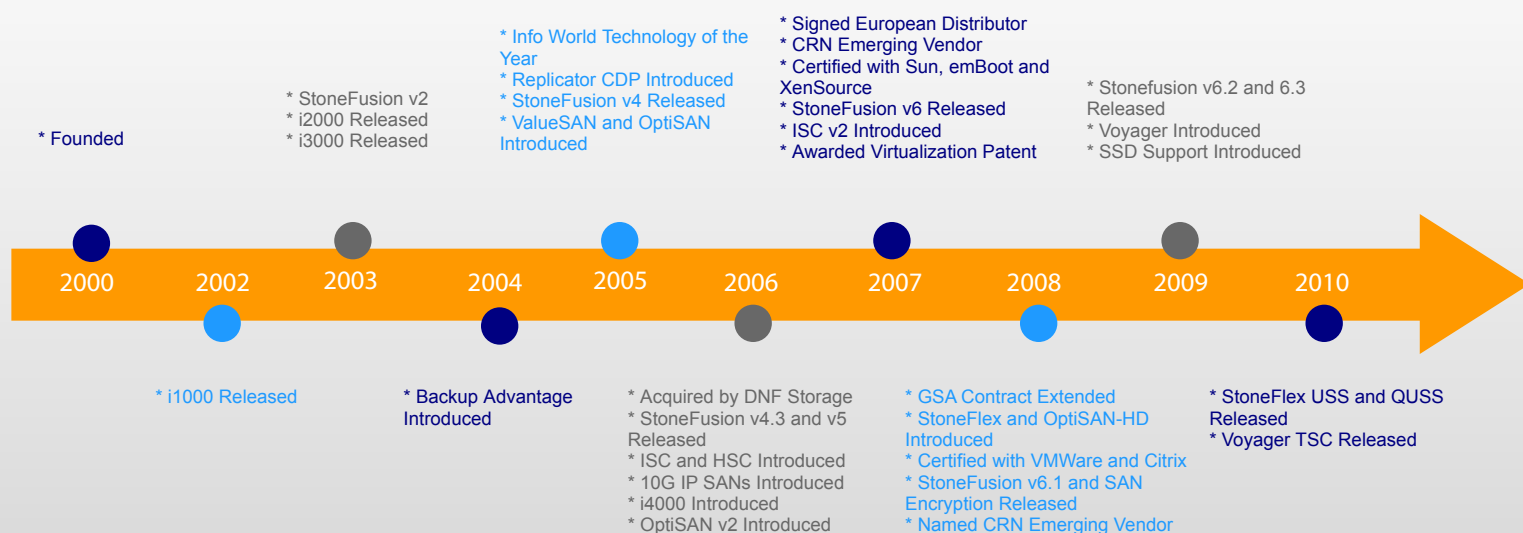 * Founded
* StoneFusion v2
* i2000 Released
* i3000 Released
* Info World Technology of the
Year
* Replicator CDP Introduced
* StoneFusion v4 Released
* ValueSAN and OptiSAN
Introduced
* Signed European Distributor
* CRN Emerging Vendor
* Certified with Sun, emBoot and
XenSource
* StoneFusion v6 Released
* ISC v2 Introduced
* Awarded Virtualization Patent
* Stonefusion v6.2 and 6.3
Released
* Voyager Introduced
* SSD Support Introduced
2000
2002
2003
2004
2005
2006
2007
2008
2009
2010
* i1000 Released
* Backup Advantage
Introduced
* Acquired by DNF Storage
* StoneFusion v4.3 and v5
Released
* ISC and HSC Introduced
* 10G IP SANs Introduced
* i4000 Introduced
* OptiSAN v2 Introduced
* GSA Contract Extended
* StoneFlex and OptiSAN-HD
Introduced
* Certified with VMWare and Citrix
* StoneFusion v6.1 and SAN
Encryption Released
* Named CRN Emerging Vendor
* StoneFlex USS and QUSS
Released
* Voyager TSC Released